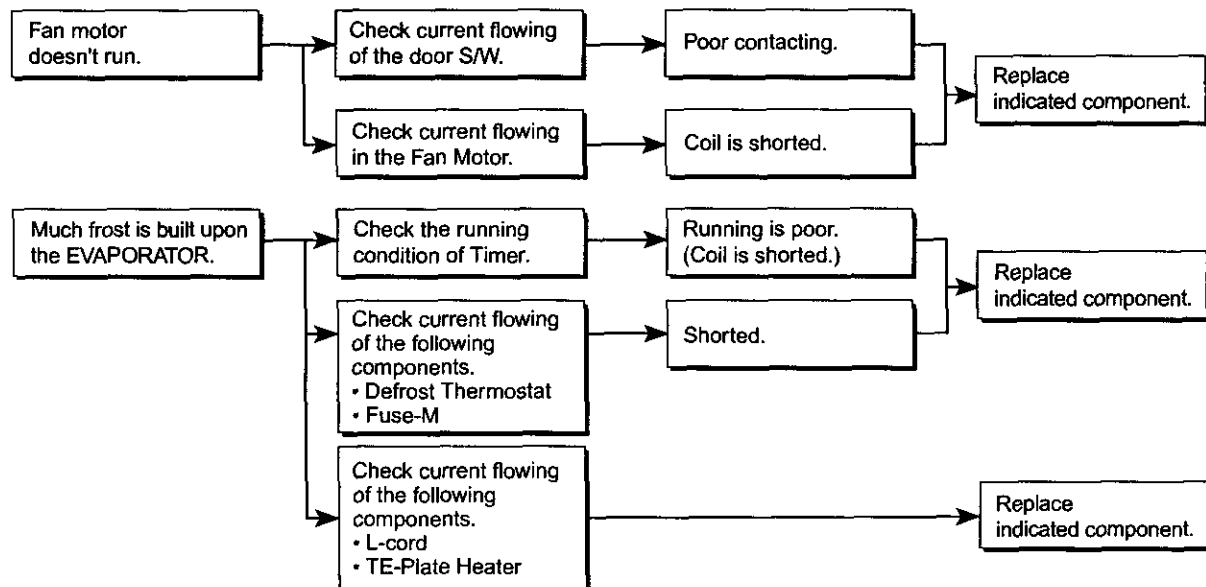 Fan motor
doesn't run.
Check current flowing
of the door S/W.
Poor contacting.
Replace
indicated component.
Check current flowing
in the Fan Motor.
Coil is shorted.
Much frost is built upon
the EVAPORATOR.
Check the running
condition of Timer.
Running is poor.
(Coil is shorted.)
Replace
indicated component.
Check current flowing
of the following
components.
• Defrost Thermostat
• Fuse-M
Shorted.
Check current flowing
of the following
components.
• L-cord
• TE-Plate Heater
Replace
indicated component.